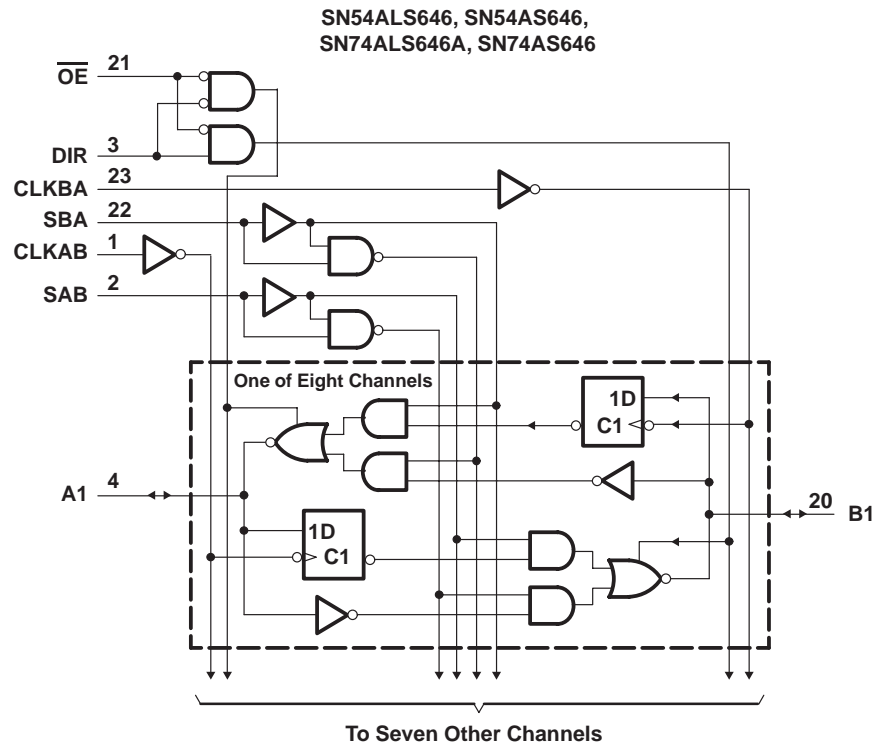 SN54ALS646, SN54AS646,
SN74ALS646A, SN74AS646
OE 21
DIR 3
CLKBA 23
SBA 22
CLKAB 1
SAB 2
One of Eight Channels
1D
C1
A1 4
20 B1
1D
C1
To Seven Other Channels